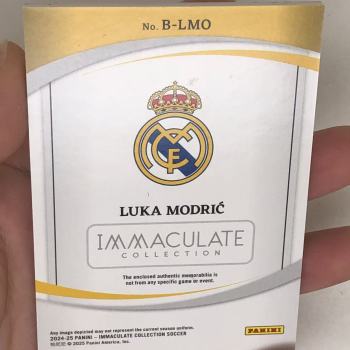 No. B-LMO
LUKA MODRIĆ
IMMACULATE
COLLECTION
The enclosed authentic memorabilia is
not from any specific game or event.
Any image depicted may not represent the current season uniform.
2024-25 PANINI – IMMACULATE COLLECTION SOCCER
© 2025 Panini America, Inc.
PANINI